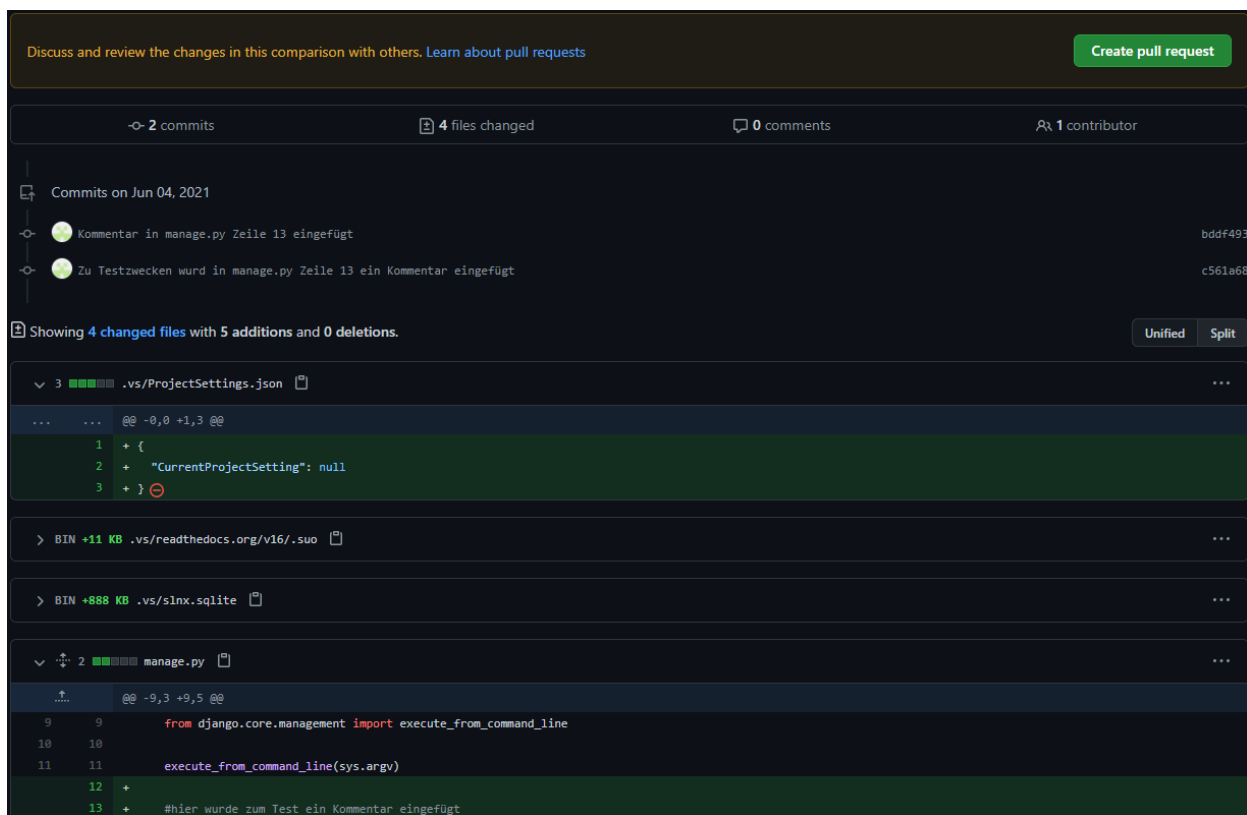 Discuss and review the changes in this comparison with others. Learn about pull requests
Create pull request
2 commits
4 files changed
0 comments
1 contributor
Commits on Jun 04, 2021
Kommentar in manage.py Zeile 13 eingefügt bddf493
Zu Testzwecken wurd in manage.py Zeile 13 ein Kommentar eingefügt c561a68
Showing 4 changed files with 5 additions and 0 deletions.
Unified Split
3 .vs/ProjectSettings.json ...
... ... @@ -0,0 +1,3 @@
1 + {
2 + "CurrentProjectSetting": null
3 + }
BIN +11 KB .vs/readthedocs.org/v16/.suo ...
BIN +888 KB .vs/slnx.sqlite ...
2 manage.py ...
@@ -9,3 +9,5 @@
9 9 from django.core.management import execute_from_command_line
10 10
11 11 execute_from_command_line(sys.argv)
12 +
13 + #hier wurde zum Test ein Kommentar eingefügt